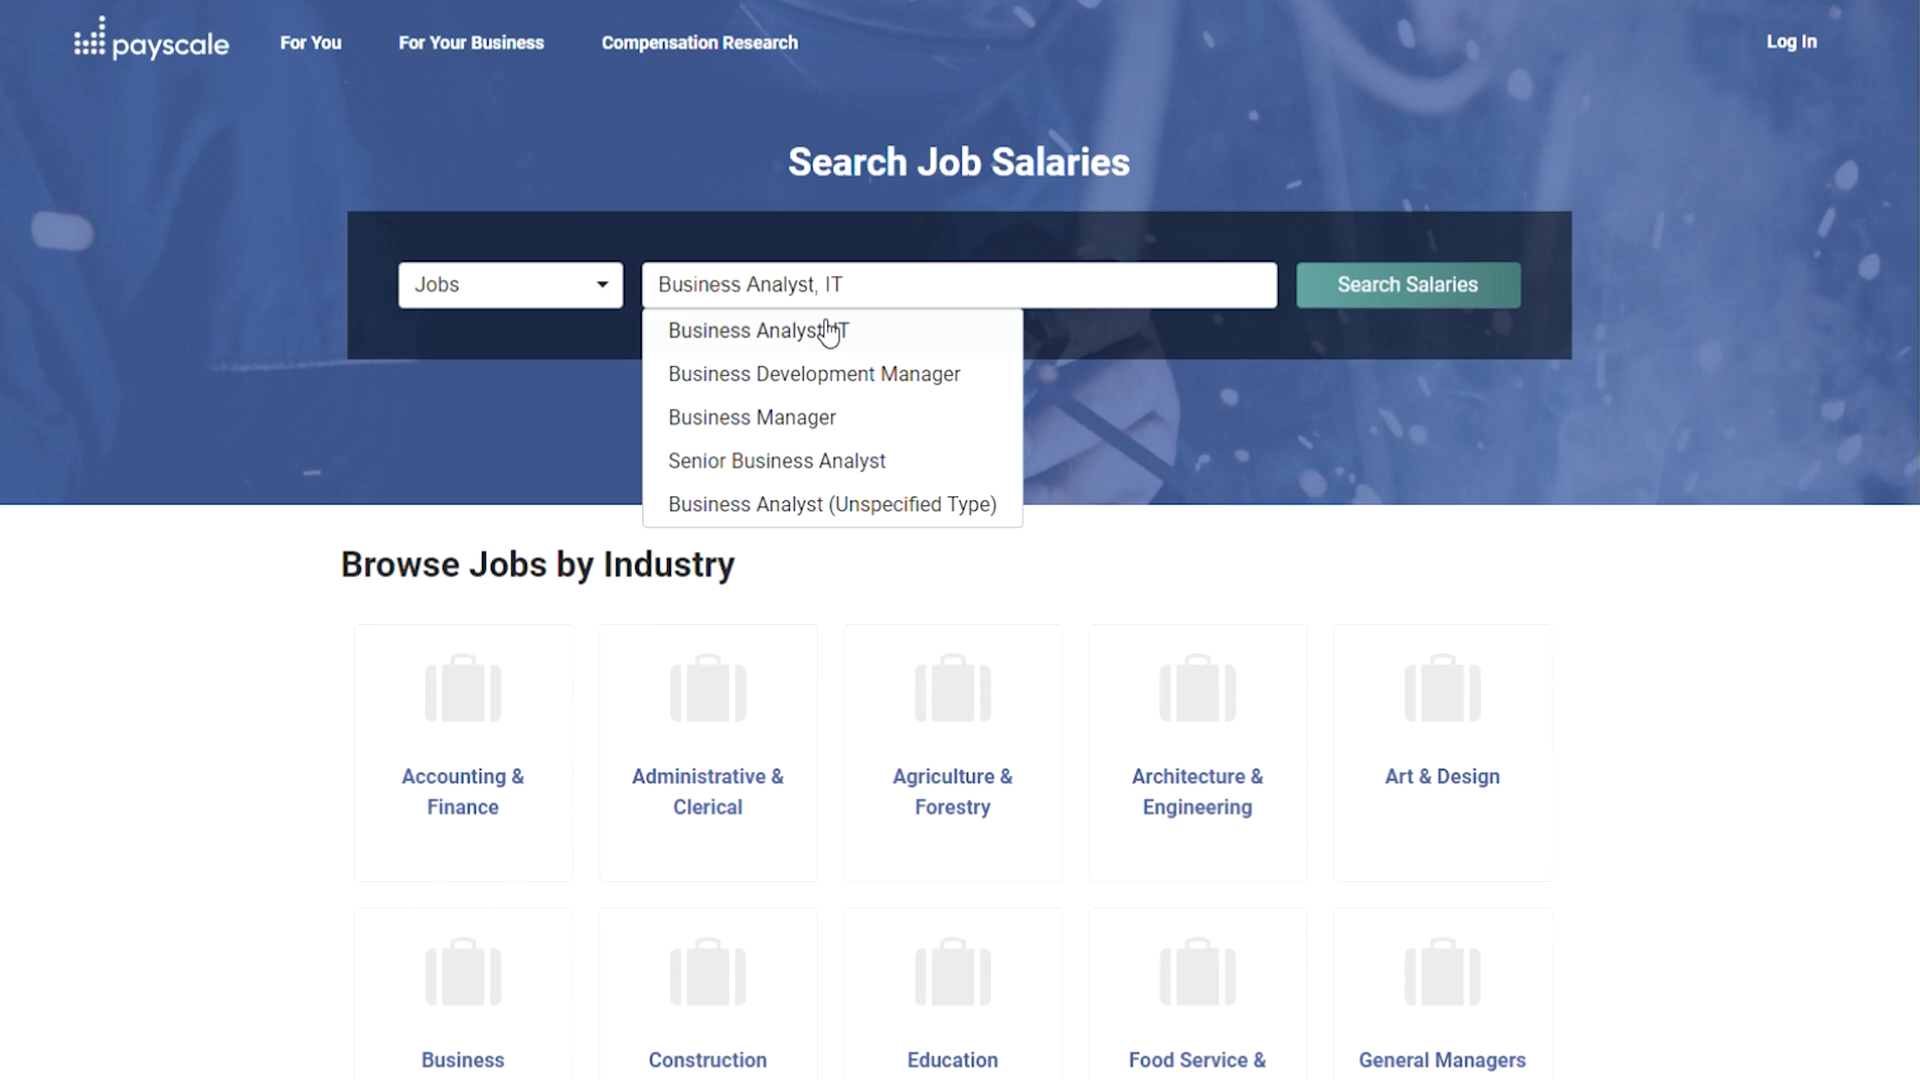 payscale
For You
For Your Business
Compensation Research
Log In
Search Job Salaries
Jobs
Business Analyst, IT
Search Salaries
Business Analyst, IT
Business Development Manager
Business Manager
Senior Business Analyst
Business Analyst (Unspecified Type)
Browse Jobs by Industry
Accounting &
Finance
Administrative &
Clerical
Agriculture &
Forestry
Architecture &
Engineering
Art & Design
Business
Construction
Education
Food Service &
General Managers